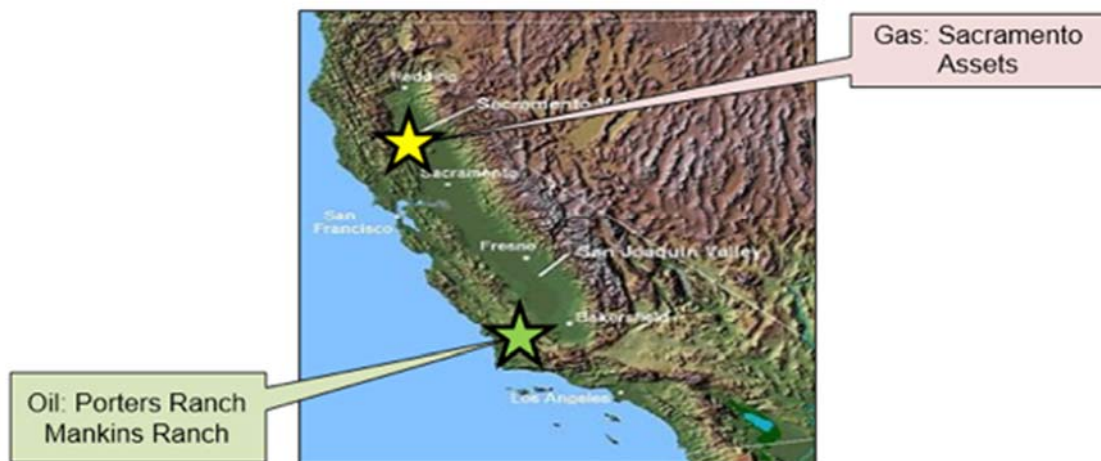 Gas: Sacramento
Assets
Redding
Sacramento
Sacramento
San
Francisco
Fresno
San Joaquin Valley
Bakersfield
Los Angeles
Oil: Porters Ranch
Mankins Ranch